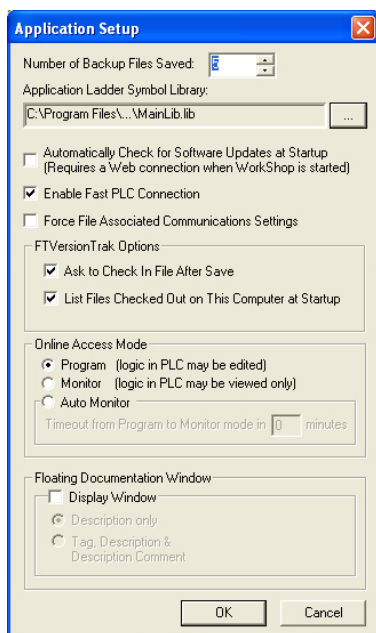 Application Setup
Number of Backup Files Saved: 5
Application Ladder Symbol Library:
C:\Program Files\...\MainLib.lib ...
Automatically Check for Software Updates at Startup
(Requires a Web connection when WorkShop is started)
Enable Fast PLC Connection
Force File Associated Communications Settings
FTVersionTrak Options
Ask to Check In File After Save
List Files Checked Out on This Computer at Startup
Online Access Mode
Program (logic in PLC may be edited)
Monitor (logic in PLC may be viewed only)
Auto Monitor
Timeout from Program to Monitor mode in 0 minutes
Floating Documentation Window
Display Window
Description only
Tag, Description &
Description Comment
OK Cancel